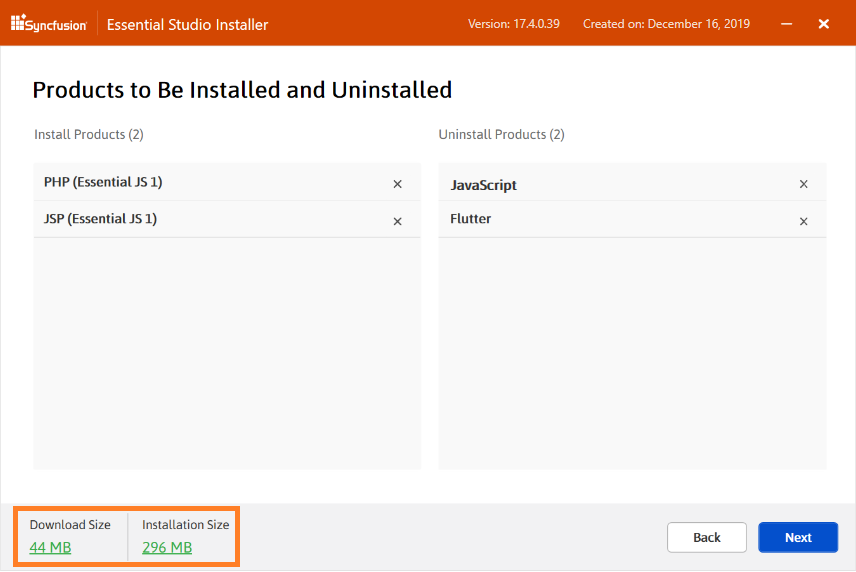 Syncfusion Essential Studio Installer Version: 17.4.0.39 Created on: December 16, 2019
Products to Be Installed and Uninstalled
Install Products (2) Uninstall Products (2)
PHP (Essential JS 1) JavaScript
JSP (Essential JS 1) Flutter
Download Size Installation Size
44 MB 296 MB
Back Next